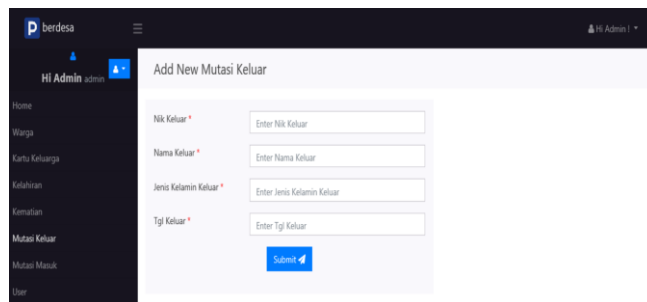 berdesa
Hi Admin !
Hi Admin admin
Add New Mutasi Keluar
Home
Warga
Kartu Keluarga
Kelahiran
Kematian
Mutasi Keluar
Mutasi Masuk
User
Nik Keluar *
Enter Nik Keluar
Nama Keluar *
Enter Nama Keluar
Jenis Kelamin Keluar *
Enter Jenis Kelamin Keluar
Tgl Keluar *
Enter Tgl Keluar
Submit